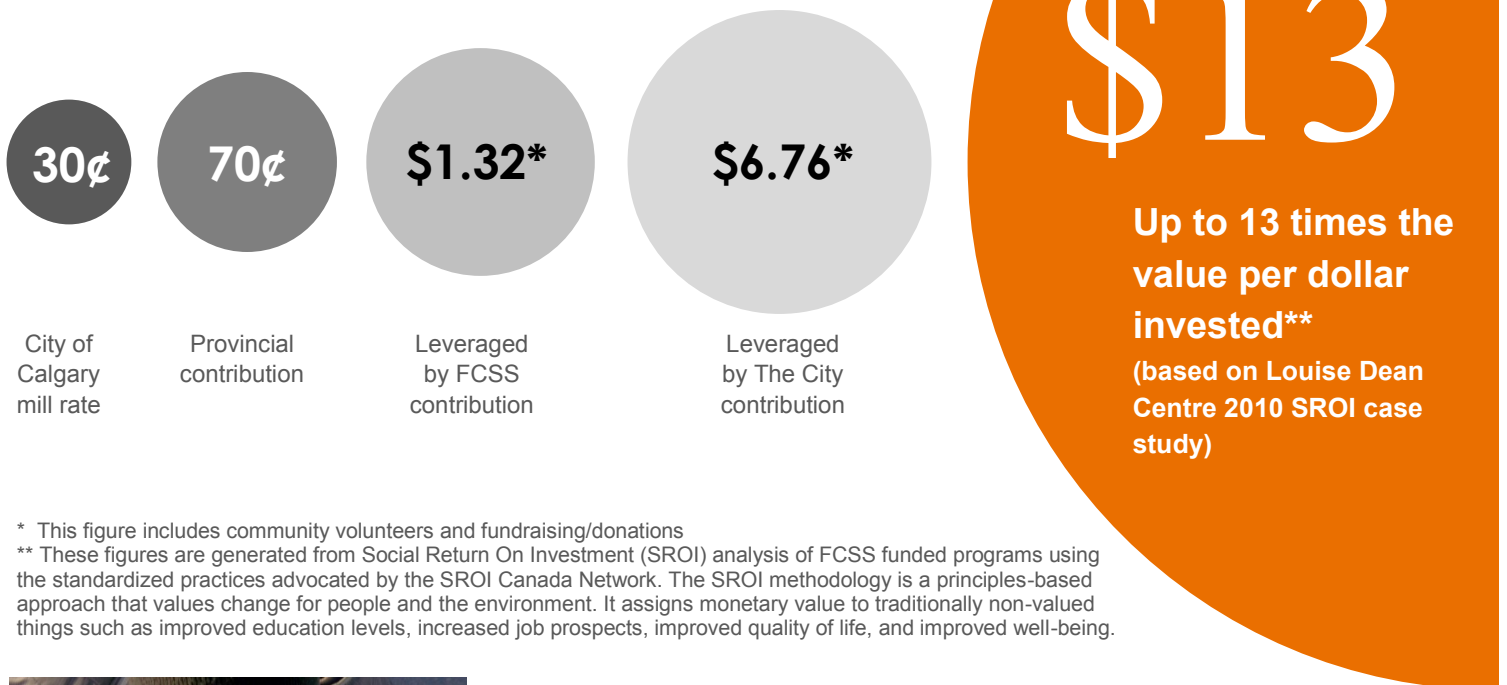 30¢
70¢
$1.32*
$6.76*
$13
City of
Calgary
mill rate
Provincial
contribution
Leveraged
by FCSS
contribution
Leveraged
by The City
contribution
Up to 13 times the
value per dollar
invested**
(based on Louise Dean
Centre 2010 SROI case
study)
* This figure includes community volunteers and fundraising/donations
** These figures are generated from Social Return On Investment (SROI) analysis of FCSS funded programs using
the standardized practices advocated by the SROI Canada Network. The SROI methodology is a principles-based
approach that values change for people and the environment. It assigns monetary value to traditionally non-valued
things such as improved education levels, increased job prospects, improved quality of life, and improved well-being.